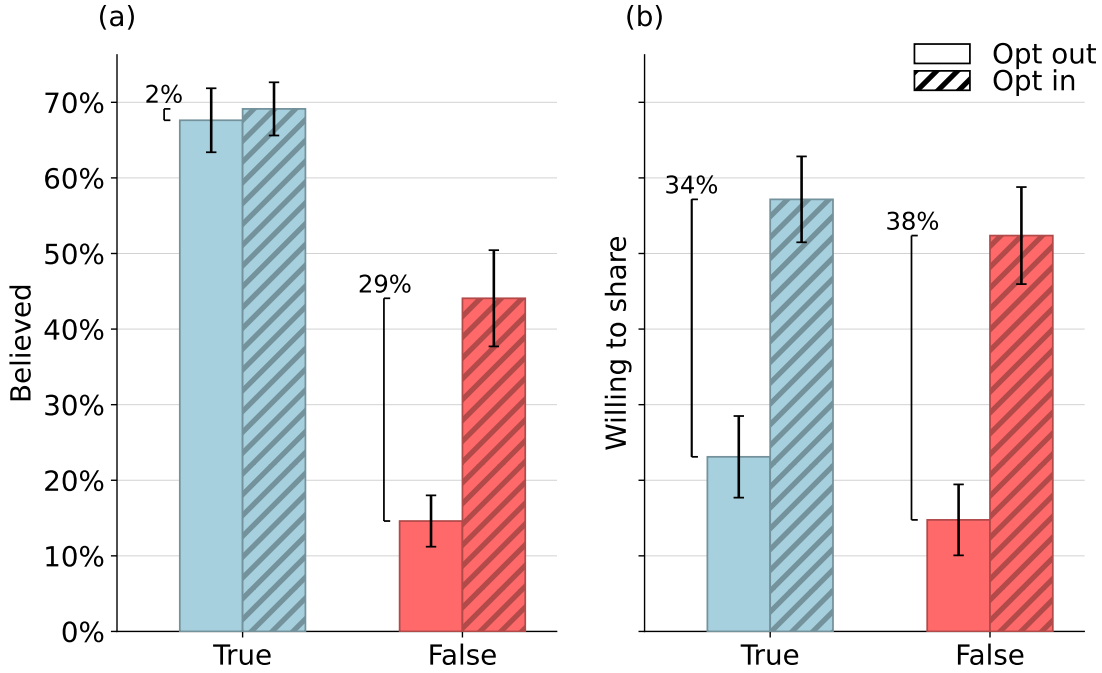 (a)
(b)
Opt out
Opt in
2%
29%
70%
60%
50%
40%
30%
20%
10%
0%
Believed
True
False
34%
38%
Willing to share
True
False